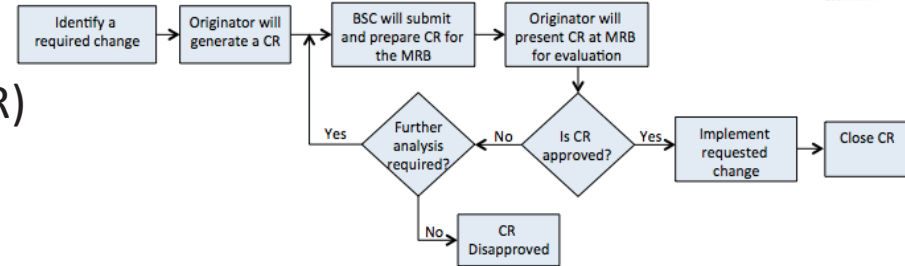 Identify a
required change
Originator will
generate a CR
BSC will submit
and prepare CR for
the MRB
Originator will
present CR at MRB
for evaluation
R)
Yes
Further
analysis
required?
No
Is CR
approved?
Yes
Implement
requested
change
Close CR
No
CR
Disapproved